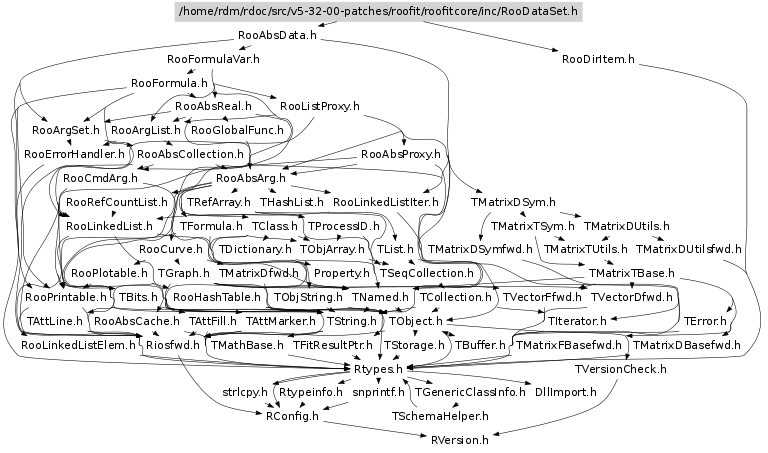 /home/rdm/rdoc/src/v5-32-00-patches/roofit/roofitcore/inc/RooDataSet.h
RooAbsData.h
RooFormulaVar.h RooDirItem.h
RooFormula.h
RooAbsReal.h RooListProxy.h
RooArgSet.h RooArgList.h RooGlobalFunc.h
RooErrorHandler.h RooAbsCollection.h RooAbsProxy.h
RooCmdArg.h RooAbsArg.h
RooRefCountList.h TRefArray.h THashList.h RooLinkedListIter.h TMatrixDSym.h
RooLinkedList.h TFormula.h TClass.h TProcessID.h TMatrixTSym.h TMatrixDUtils.h
RooCurve.h TDictionary.h TObjArray.h TList.h TMatrixDSymfwd.h TMatrixTUtils.h TMatrixDUtilsfwd.h
RooPlotable.h TGraph.h TMatrixDfwd.h Property.h TSeqCollection.h TMatrixTBase.h
RooPrintable.h TBits.h RooHashTable.h TObjString.h TNamed.h TCollection.h TVectorFfwd.h TVectorDfwd.h
TAttLine.h RooAbsCache.h TAttFill.h TAttMarker.h TString.h TObject.h TIterator.h TError.h
RooLinkedListElem.h Riosfwd.h TMathBase.h TFitResultPtr.h TStorage.h TBuffer.h TMatrixFBasefwd.h TMatrixDBasefwd.h
Rtypes.h TVersionCheck.h
strlcpy.h Rtypeinfo.h snprintf.h TGenericClassInfo.h DllImport.h
RConfig.h TSchemaHelper.h
RVersion.h